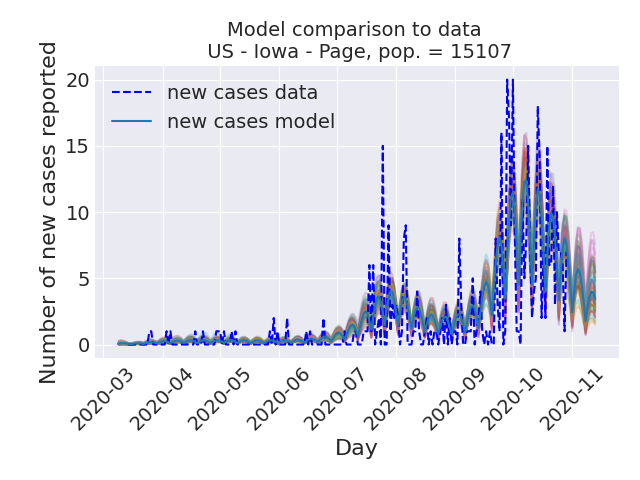 Model comparison to data
US - Iowa - Page, pop. = 15107
Number of new cases reported
20
15
10
5
0
new cases data
new cases model
2020-03
2020-04
2020-05
2020-06
2020-07
2020-08
2020-09
2020-10
2020-11
Day